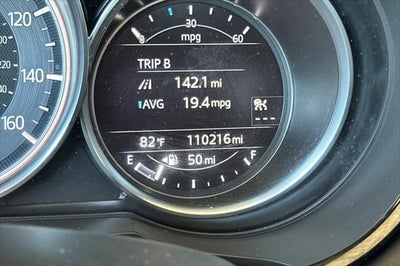 120
140
160
0 30 60
mpg
TRIP B
142.1 mi
AVG 19.4 mpg
---
82°F 110216 mi
E 50 mi F